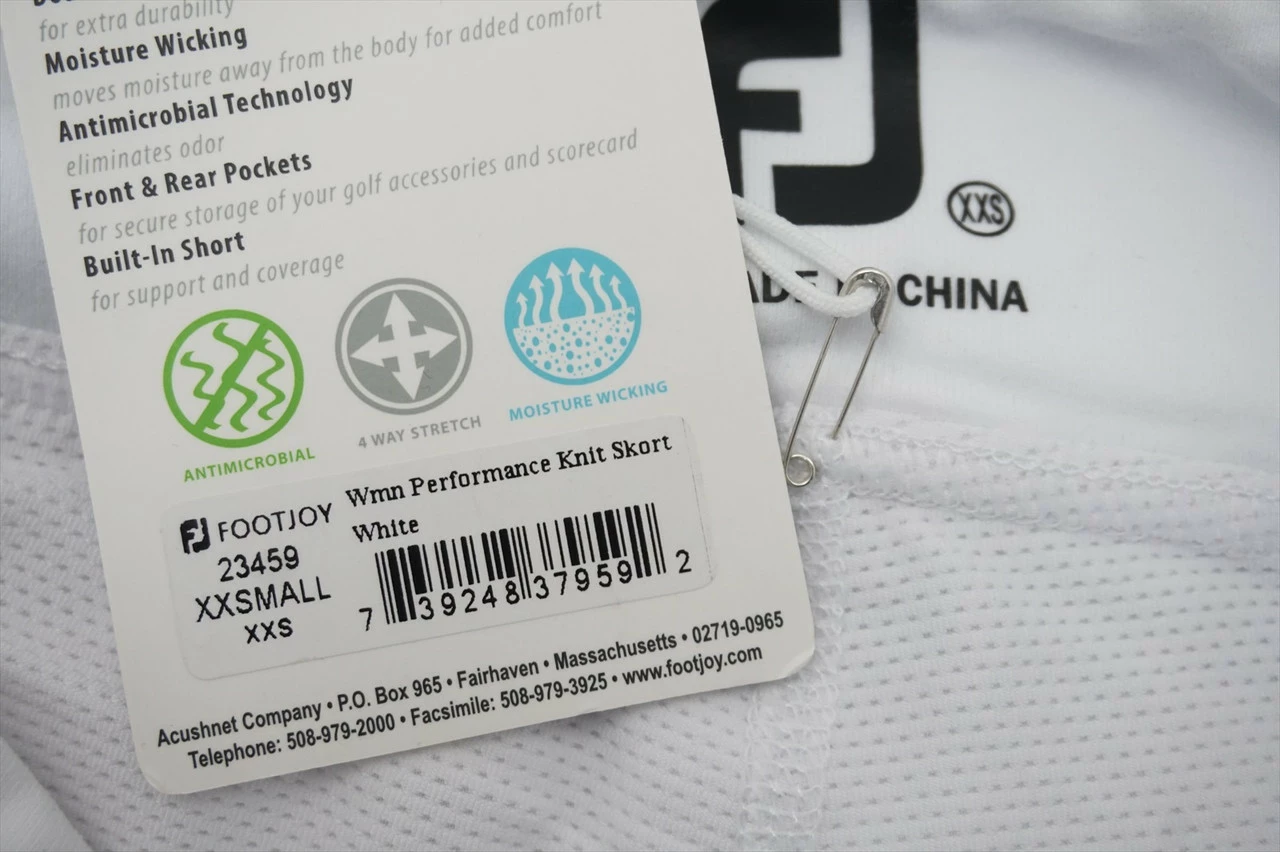 for extra durability
Moisture Wicking
moves moisture away from the body for added comfort
Antimicrobial Technology
eliminates odor
Front & Rear Pockets
for secure storage of your golf accessories and scorecard
Built-In Short
for support and coverage
ANTIMICROBIAL
4 WAY STRETCH
MOISTURE WICKING
FJ FOOTJOY
23459
XXSMALL
XXS
Wmn Performance Knit Skort
White
7 39248 37959 2
Acushnet Company • P.O. Box 965 • Fairhaven • Massachusetts • 02719-0965
Telephone: 508-979-2000 • Facsimile: 508-979-3925 • www.footjoy.com
FJ
XXS
CHINA